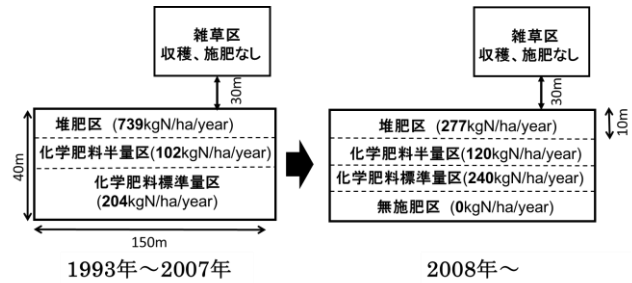 雑草区
収穫、施肥なし
30m
堆肥区 (739kgN/ha/year)
化学肥料半量区(102kgN/ha/year)
化学肥料標準量区
(204kgN/ha/year)
40m
150m
1993年～2007年
雑草区
収穫、施肥なし
30m
堆肥区 (277kgN/ha/year)
10m
化学肥料半量区(120kgN/ha/year)
化学肥料標準量区(240kgN/ha/year)
無施肥区 (0kgN/ha/year)
2008年～